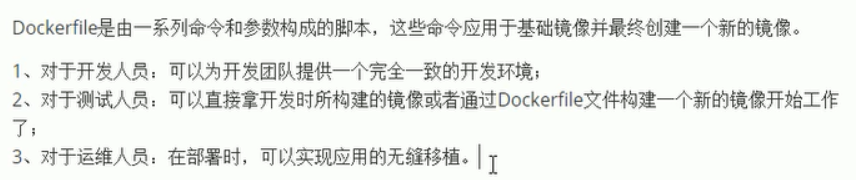 Dockerfile是由一系列命令和参数构成的脚本，这些命令应用于基础镜像并最终创建一个新的镜像。
1、对于开发人员：可以为开发团队提供一个完全一致的开发环境；
2、对于测试人员：可以直接拿开发时所构建的镜像或者通过Dockerfile文件构建一个新的镜像开始工作
了；
3、对于运维人员：在部署时，可以实现应用的无缝移植。